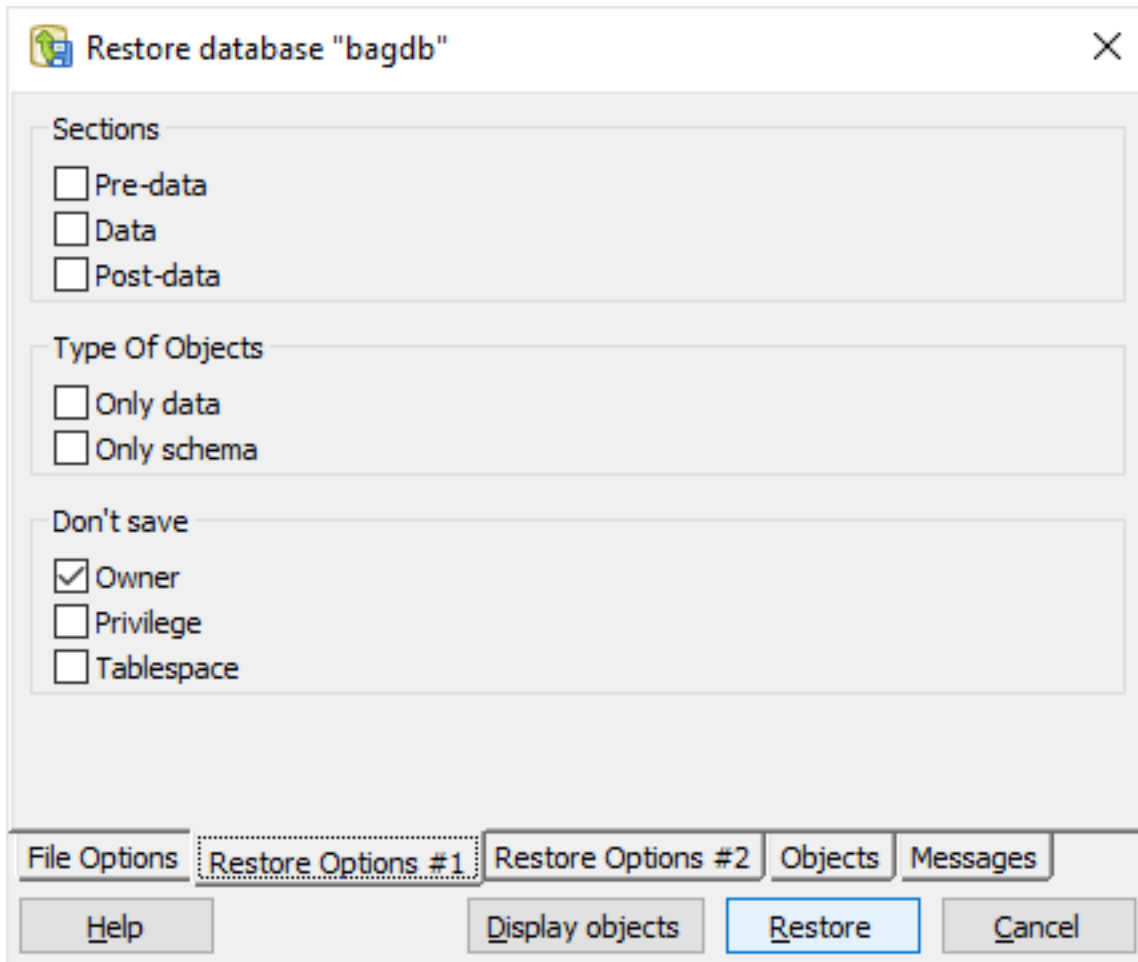 Restore database "bagdb"
Sections
Pre-data
Data
Post-data
Type Of Objects
Only data
Only schema
Don't save
Owner
Privilege
Tablespace
File Options Restore Options #1 Restore Options #2 Objects Messages
Help Display objects Restore Cancel